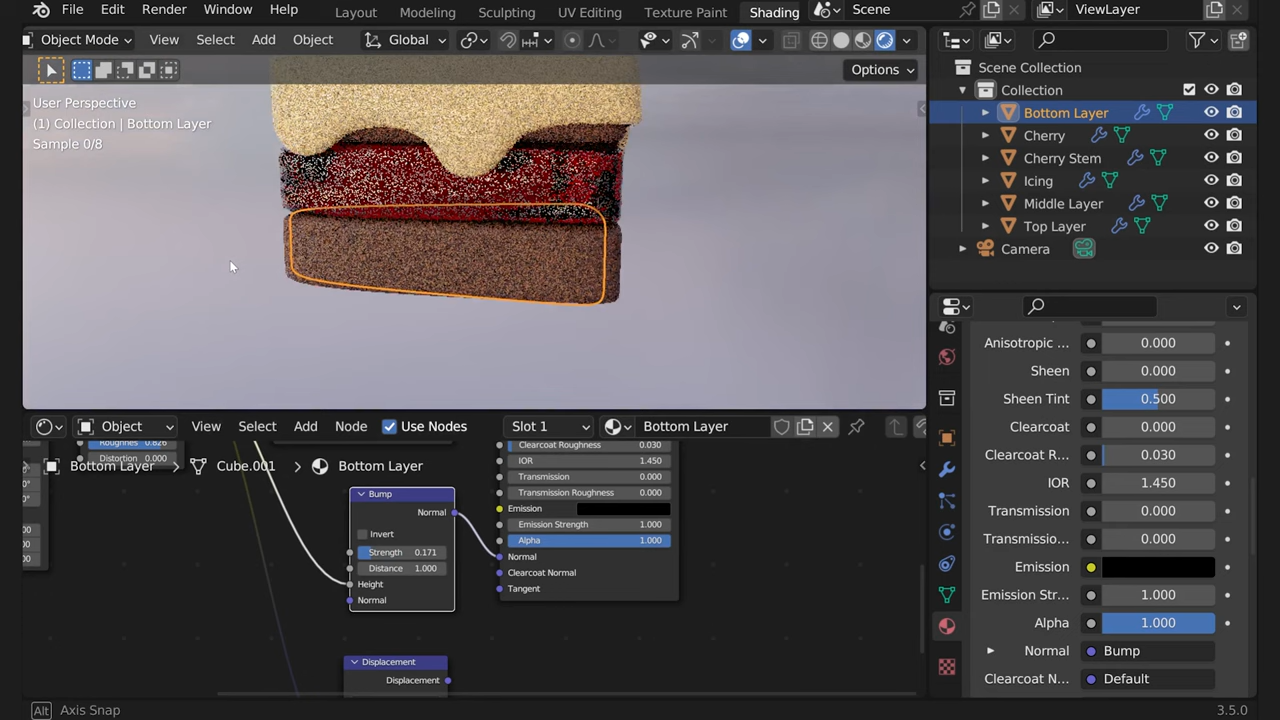 File Edit Render Window Help Layout Modeling Sculpting UV Editing Texture Paint Shading Scene ViewLayer
Object Mode View Select Add Object Global
Options
User Perspective
(1) Collection | Bottom Layer
Sample 0/8
Scene Collection
Collection
Bottom Layer
Cherry
Cherry Stem
Icing
Middle Layer
Top Layer
Camera
Anisotropic ... 0.000
Sheen 0.000
Sheen Tint 0.500
Clearcoat 0.000
Clearcoat R... 0.030
IOR 1.450
Transmission 0.000
Transmissio... 0.000
Emission
Emission Str... 1.000
Alpha 1.000
Normal Bump
Clearcoat N... Default
Object View Select Add Node Use Nodes Slot 1 Bottom Layer
Roughnes 0.826
Distortion 0.000
Bottom Layer Cube.001 Bottom Layer
Bump
Normal
Invert
Strength 0.171
Distance 1.000
Height
Normal
Clearcoat Roughness 0.030
IOR 1.450
Transmission 0.000
Transmission Roughness 0.000
Emission
Emission Strength 1.000
Alpha 1.000
Normal
Clearcoat Normal
Tangent
Displacement
Displacement
Alt Axis Snap
3.5.0